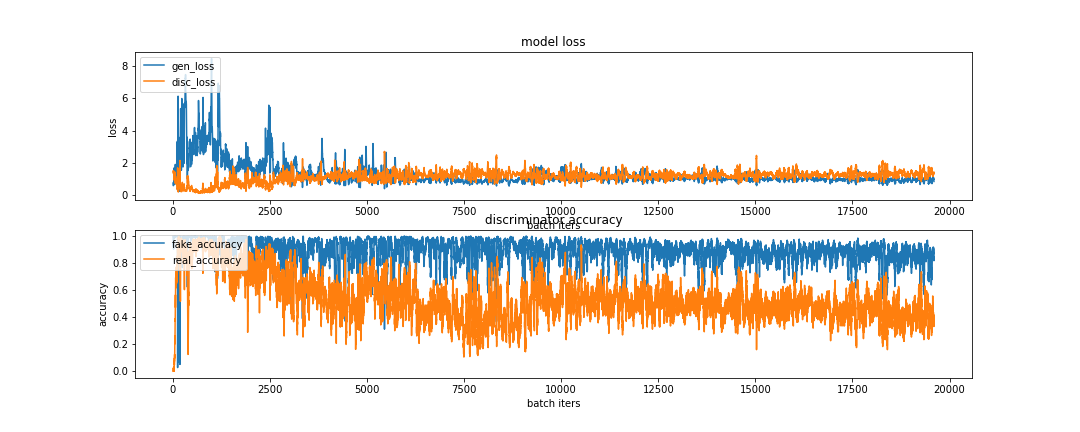 model loss
gen_loss
disc_loss
8
6
4
2
0
loss
0 2500 5000 7500 10000 12500 15000 17500 20000
batch iters
discriminator accuracy
fake_accuracy
real_accuracy
1.0
0.8
0.6
0.4
0.2
0.0
accuracy
0 2500 5000 7500 10000 12500 15000 17500 20000
batch iters